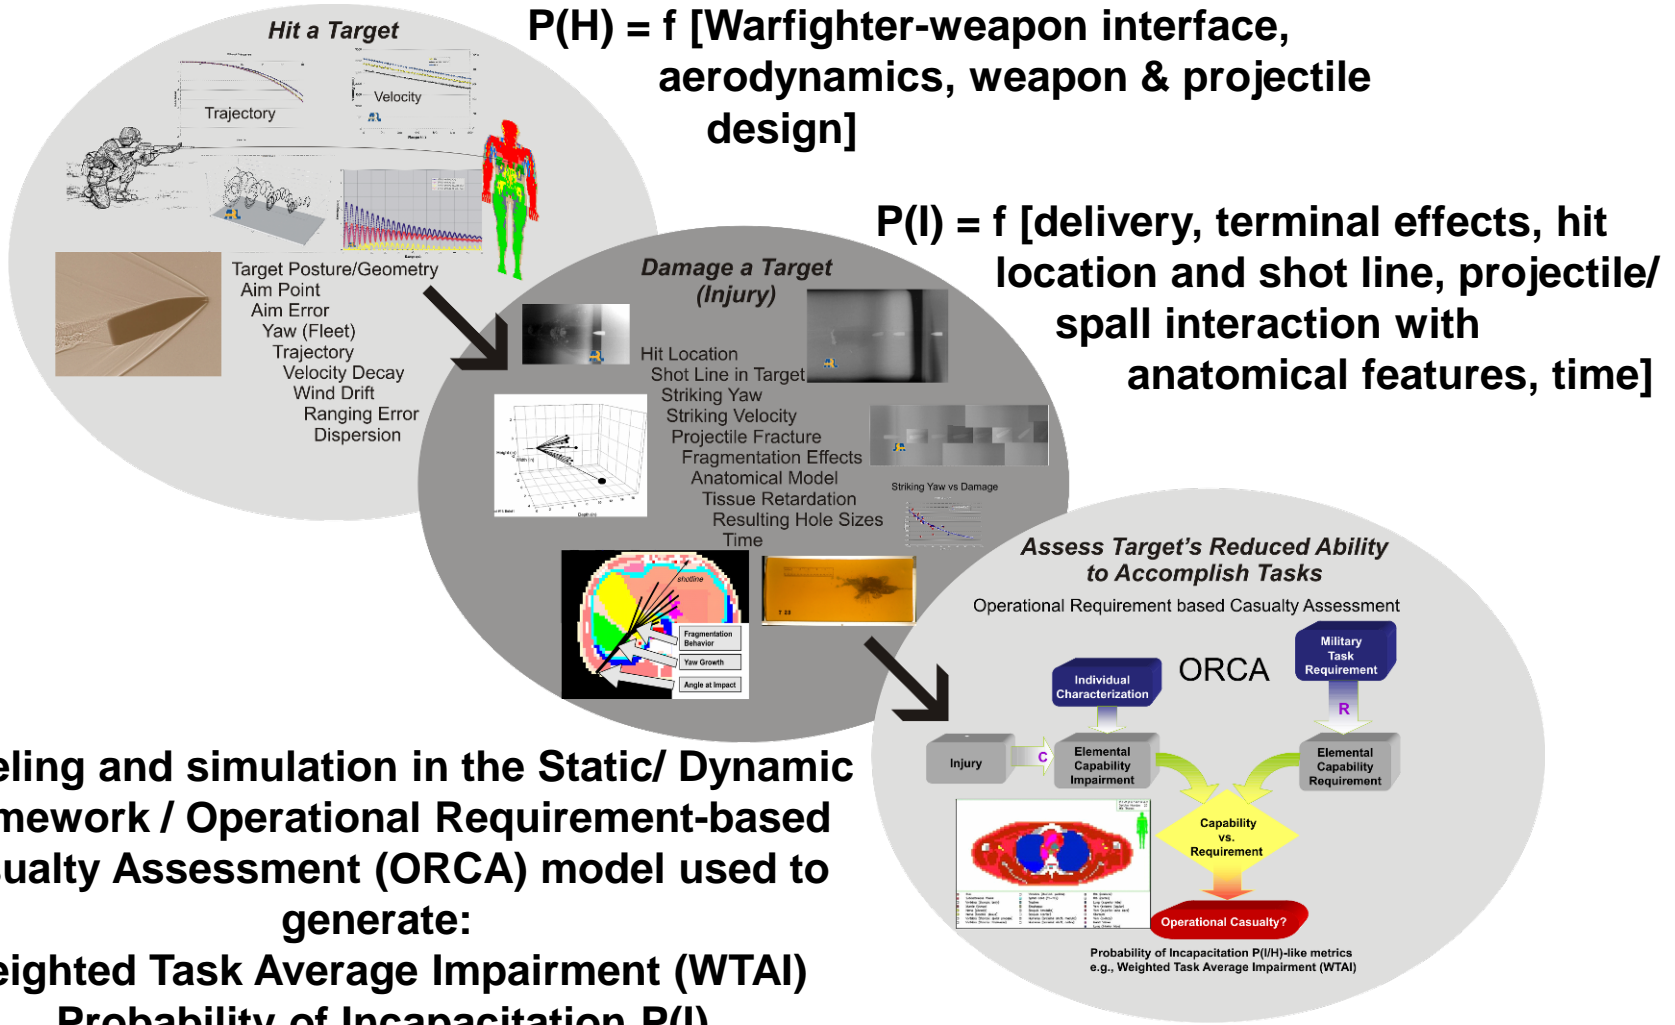 Hit a Target
P(H) = f [Warfighter-weapon interface,
aerodynamics, weapon & projectile
design]
Trajectory
Velocity
Target Posture/Geometry
Aim Point
Aim Error
Yaw (Fleet)
Trajectory
Velocity Decay
Wind Drift
Ranging Error
Dispersion
P(I) = f [delivery, terminal effects, hit
location and shot line, projectile/
spall interaction with
anatomical features, time]
Damage a Target
(Injury)
Hit Location
Shot Line in Target
Striking Yaw
Striking Velocity
Projectile Fracture
Fragmentation Effects
Anatomical Model
Tissue Retardation
Resulting Hole Sizes
Time
Striking Yaw vs Damage
shotline
Fragmentation
Behavior
Yaw Growth
Angle at Impact
Assess Target's Reduced Ability
to Accomplish Tasks
Operational Requirement based Casualty Assessment
ORCA
Individual
Characterization
Military
Task
Requirement
R
Injury
C
Elemental
Capability
Impairment
Elemental
Capability
Requirement
Capability
vs.
Requirement
Operational Casualty?
Probability of Incapacitation P(I/H)-like metrics
e.g., Weighted Task Average Impairment (WTAI)
eling and simulation in the Static/ Dynamic
mework / Operational Requirement-based
sualty Assessment (ORCA) model used to
generate:
eighted Task Average Impairment (WTAI)
Probability of Incapacitation P(I)